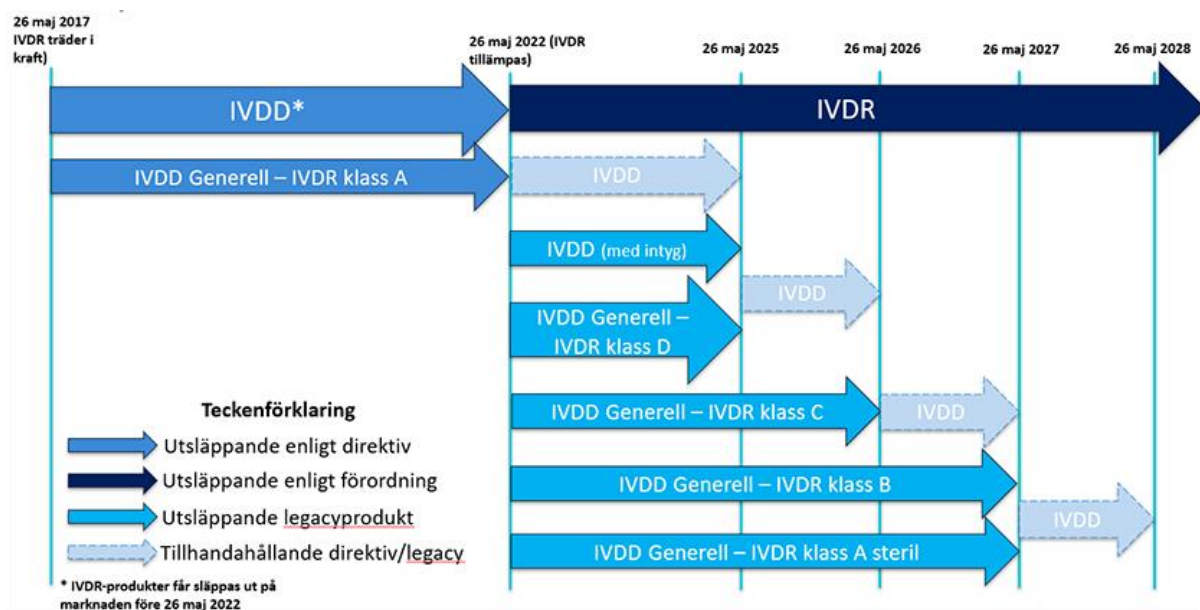 26 maj 2017
IVDR träder i
kraft)
26 maj 2022 (IVDR
tillämpas)
26 maj 2025
26 maj 2026
26 maj 2027
26 maj 2028
IVDD*
IVDR
IVDD Generell – IVDR klass A
IVDD
IVDD (med intyg)
IVDD
IVDD Generell –
IVDR klass D
IVDD Generell – IVDR klass C
IVDD
IVDD Generell – IVDR klass B
IVDD
IVDD Generell – IVDR klass A steril
Teckenförklaring
Utsläppande enligt direktiv
Utsläppande enligt förordning
Utsläppande legacyprodukt
Tillhandahållande direktiv/legacy
* IVDR-produkter får släppas ut på
marknaden före 26 maj 2022